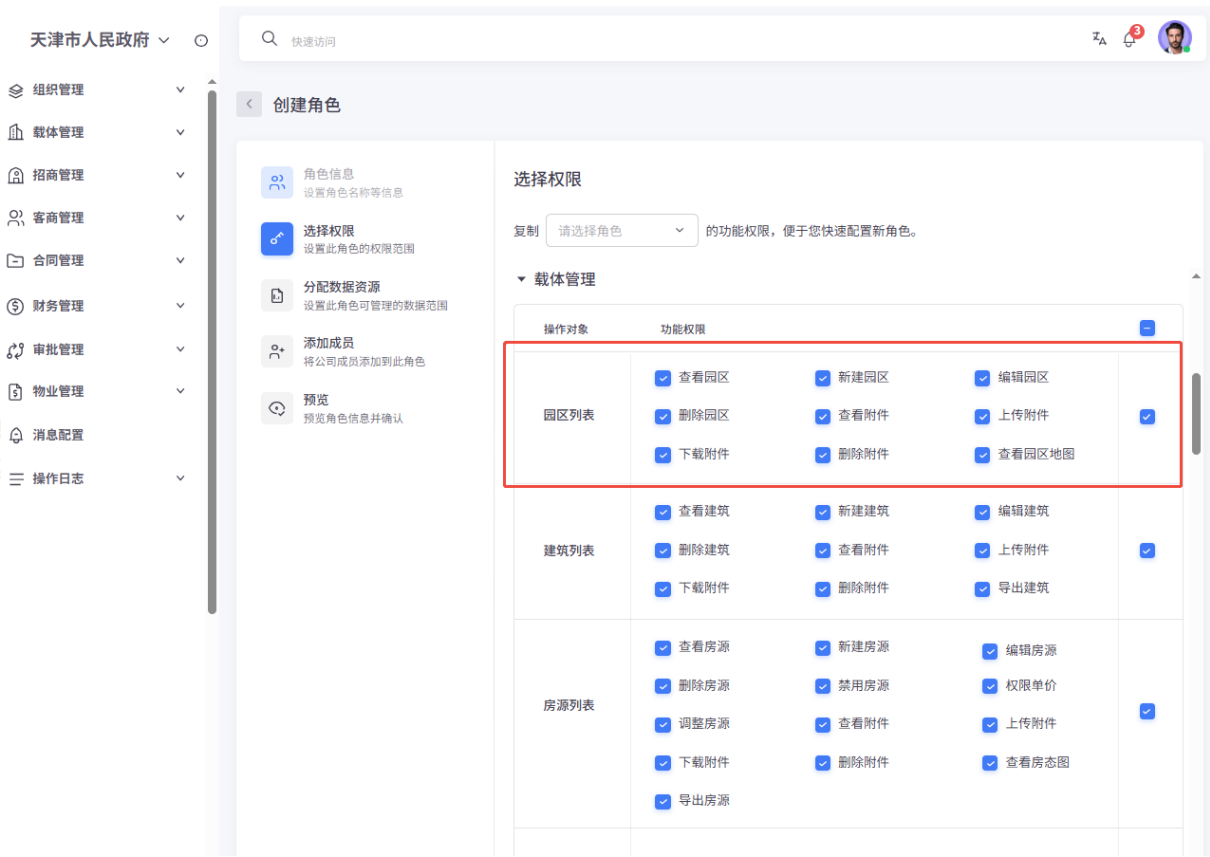 天津市人民政府
快速访问
3
组织管理
载体管理
招商管理
客商管理
合同管理
财务管理
审批管理
物业管理
消息配置
操作日志
创建角色
角色信息
设置角色名称等信息
选择权限
设置此角色的权限范围
分配数据资源
设置此角色可管理的数据范围
添加成员
将公司成员添加到此角色
预览
预览角色信息并确认
选择权限
复制 请选择角色 的功能权限，便于您快速配置新角色。
载体管理
操作对象 功能权限
园区列表
查看园区 新建园区 编辑园区
删除园区 查看附件 上传附件
下载附件 删除附件 查看园区地图
建筑列表
查看建筑 新建建筑 编辑建筑
删除建筑 查看附件 上传附件
下载附件 删除附件 导出建筑
房源列表
查看房源 新建房源 编辑房源
删除房源 禁用房源 权限单价
调整房源 查看附件 上传附件
下载附件 删除附件 查看房态图
导出房源